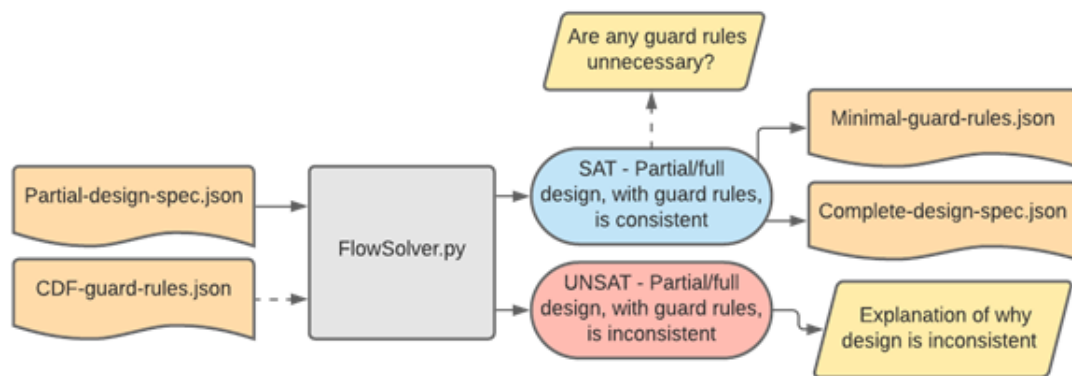 Are any guard rules
unnecessary?
Minimal-guard-rules.json
Partial-design-spec.json
SAT - Partial/full
design, with guard rules,
is consistent
Complete-design-spec.json
FlowSolver.py
CDF-guard-rules.json
UNSAT - Partial/full
design, with guard rules,
is inconsistent
Explanation of why
design is inconsistent